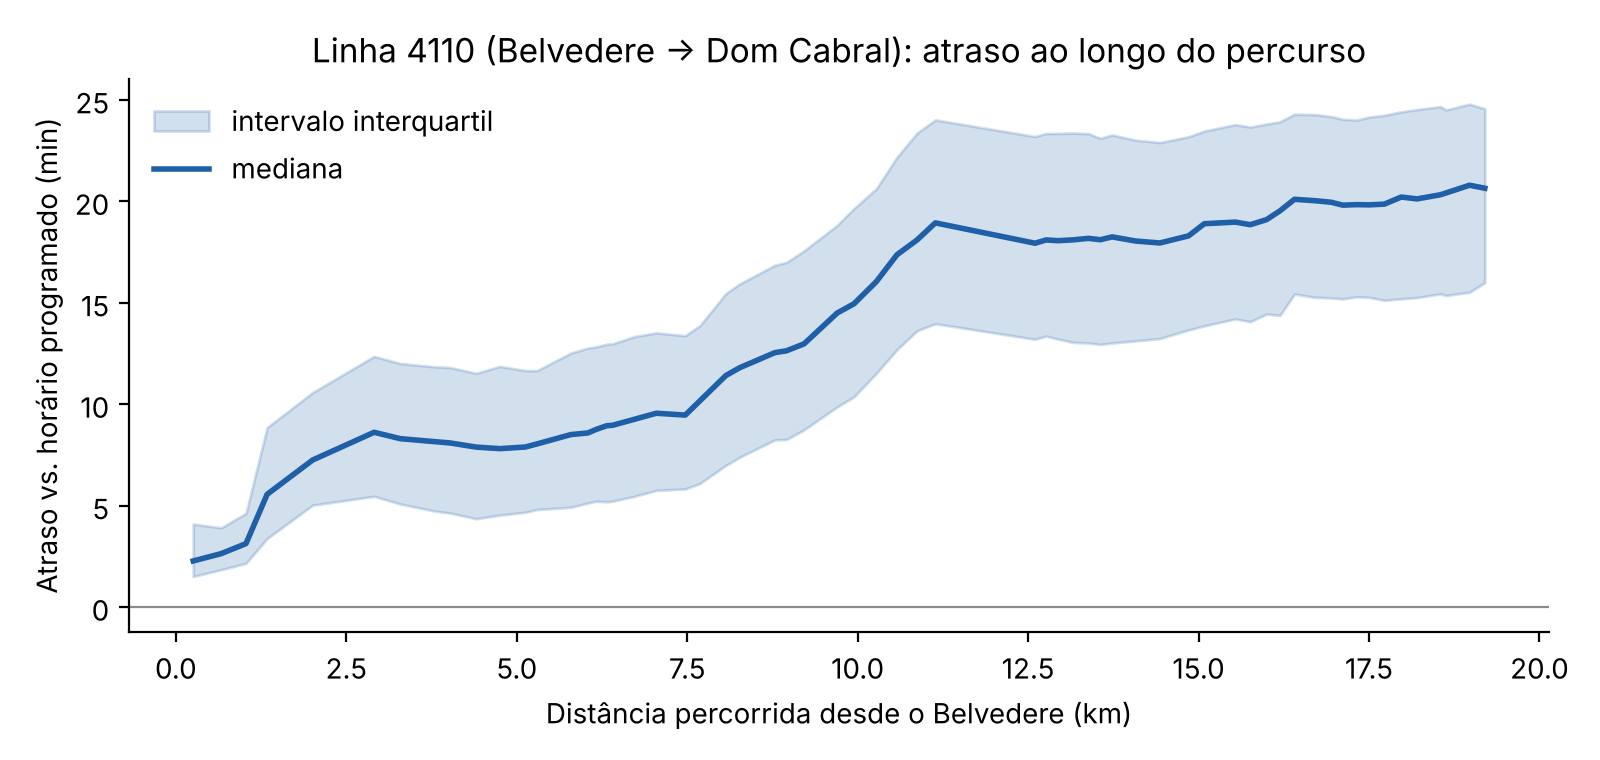 Linha 4110 (Belvedere → Dom Cabral): atraso ao longo do percurso
intervalo interquartil
mediana
Atraso vs. horário programado (min)
25
20
15
10
5
0
0.0 2.5 5.0 7.5 10.0 12.5 15.0 17.5 20.0
Distância percorrida desde o Belvedere (km)